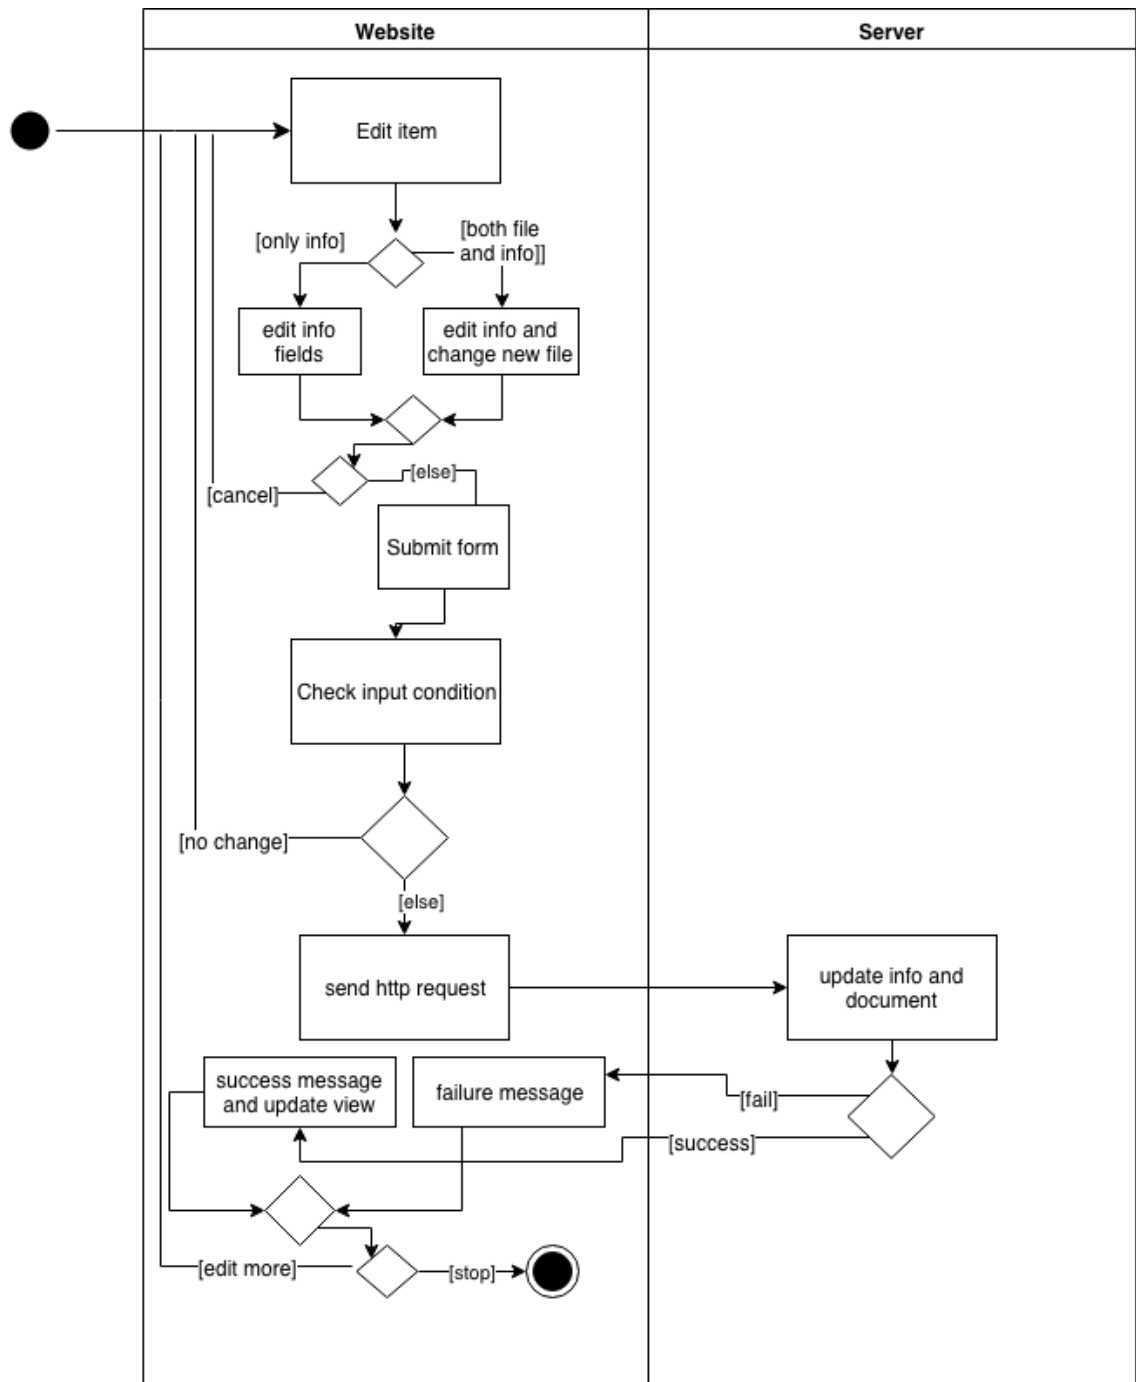 Website
Server
Edit item
[only info]
[both file
and info]]
edit info
fields
edit info and
change new file
[else]
[cancel]
Submit form
Check input condition
[no change]
[else]
send http request
update info and
document
success message
and update view
failure message
[fail]
[success]
[edit more]
[stop]